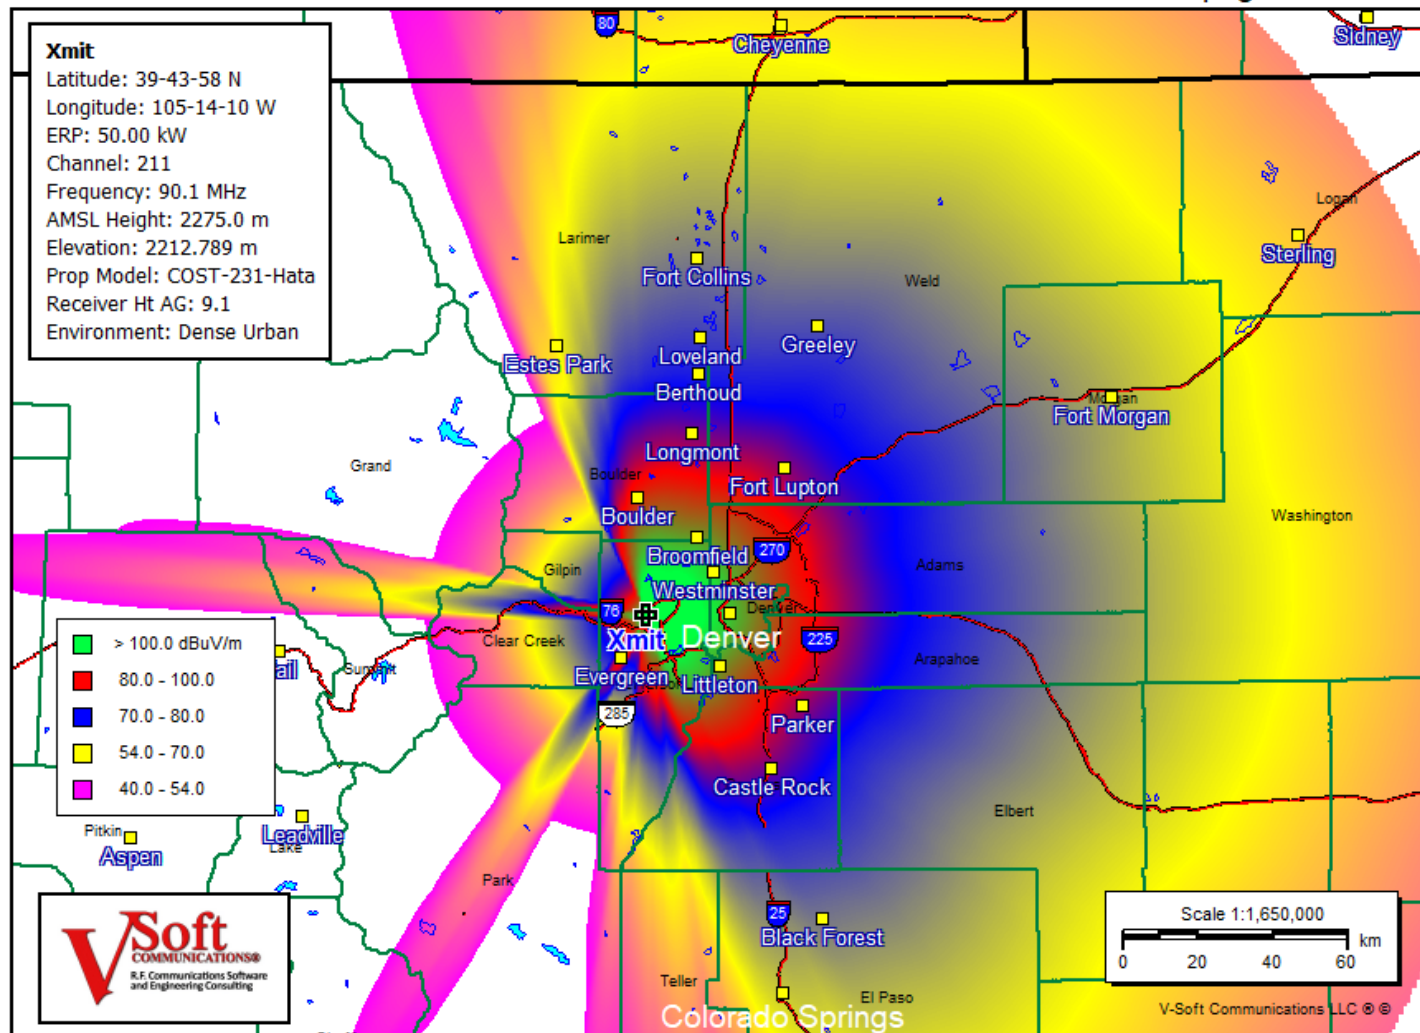 Xmit
Latitude: 39-43-58 N
Longitude: 105-14-10 W
ERP: 50.00 kW
Channel: 211
Frequency: 90.1 MHz
AMSL Height: 2275.0 m
Elevation: 2212.789 m
Prop Model: COST-231-Hata
Receiver Ht AG: 9.1
Environment: Dense Urban
80
Cheyenne
Sidney
Logan
Sterling
Larimer
Fort Collins
Weld
Greeley
Loveland
Estes Park
Berthoud
Morgan
Fort Morgan
Longmont
Grand
Boulder
Fort Lupton
Boulder
Washington
Broomfield
270
Adams
Gilpin
Westminster
76
Denver
Xmit
Denver
225
Clear Creek
Arapahoe
Summit
ail
Evergreen
Littleton
285
Parker
Castle Rock
Elbert
> 100.0 dBuV/m
80.0 - 100.0
70.0 - 80.0
54.0 - 70.0
40.0 - 54.0
Pitkin
Aspen
Leadville
Lake
Park
25
Black Forest
Teller
El Paso
Colorado Springs
VSoft
COMMUNICATIONS®
R.F. Communications Software
and Engineering Consulting
Scale 1:1,650,000
km
0 20 40 60
V-Soft Communications LLC ® ©